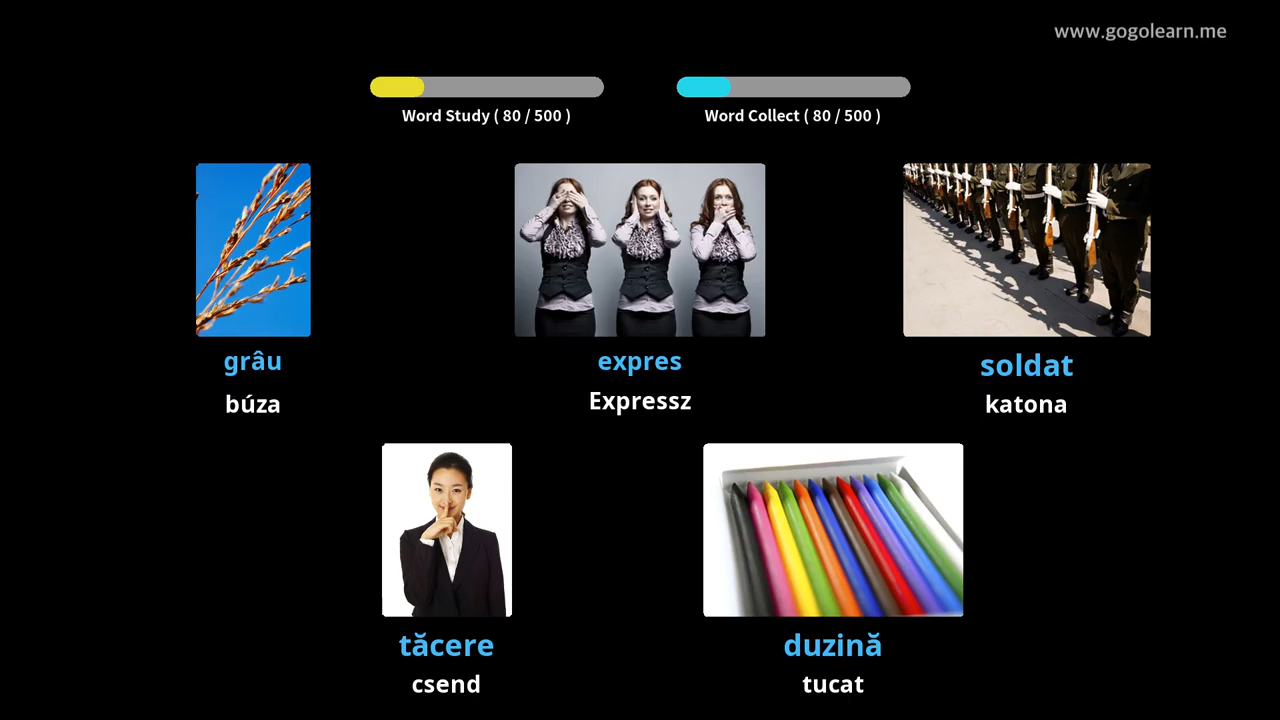 www.gogolearn.me
Word Study ( 80 / 500 )
Word Collect ( 80 / 500 )
grâu
búza
expres
Expressz
soldat
katona
tăcere
csend
duzină
tucat